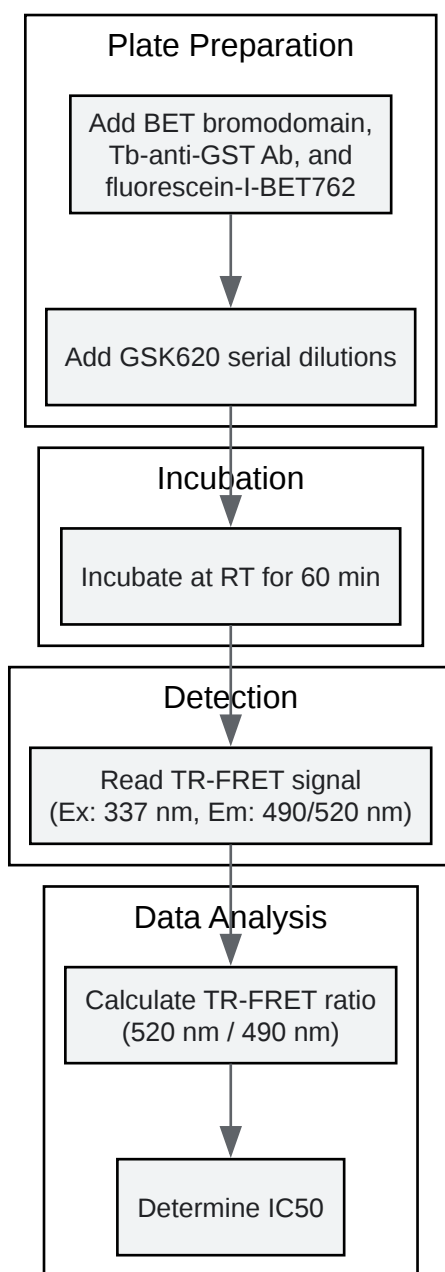 Plate Preparation
Add BET bromodomain,
Tb-anti-GST Ab, and
fluorescein-I-BET762
Add GSK620 serial dilutions
Incubation
Incubate at RT for 60 min
Detection
Read TR-FRET signal
(Ex: 337 nm, Em: 490/520 nm)
Data Analysis
Calculate TR-FRET ratio
(520 nm / 490 nm)
Determine IC50